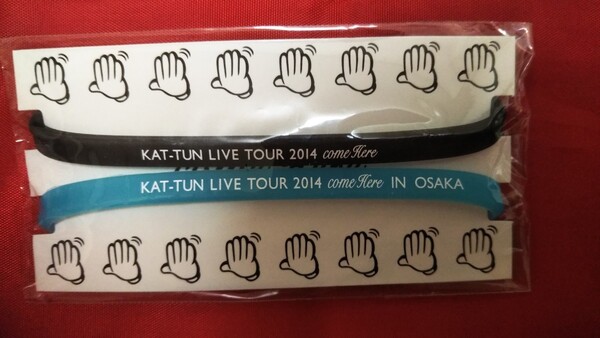 KAT-TUN LIVE TOUR 2014 come Here
KAT-TUN LIVE TOUR 2014 come Here IN OSAKA